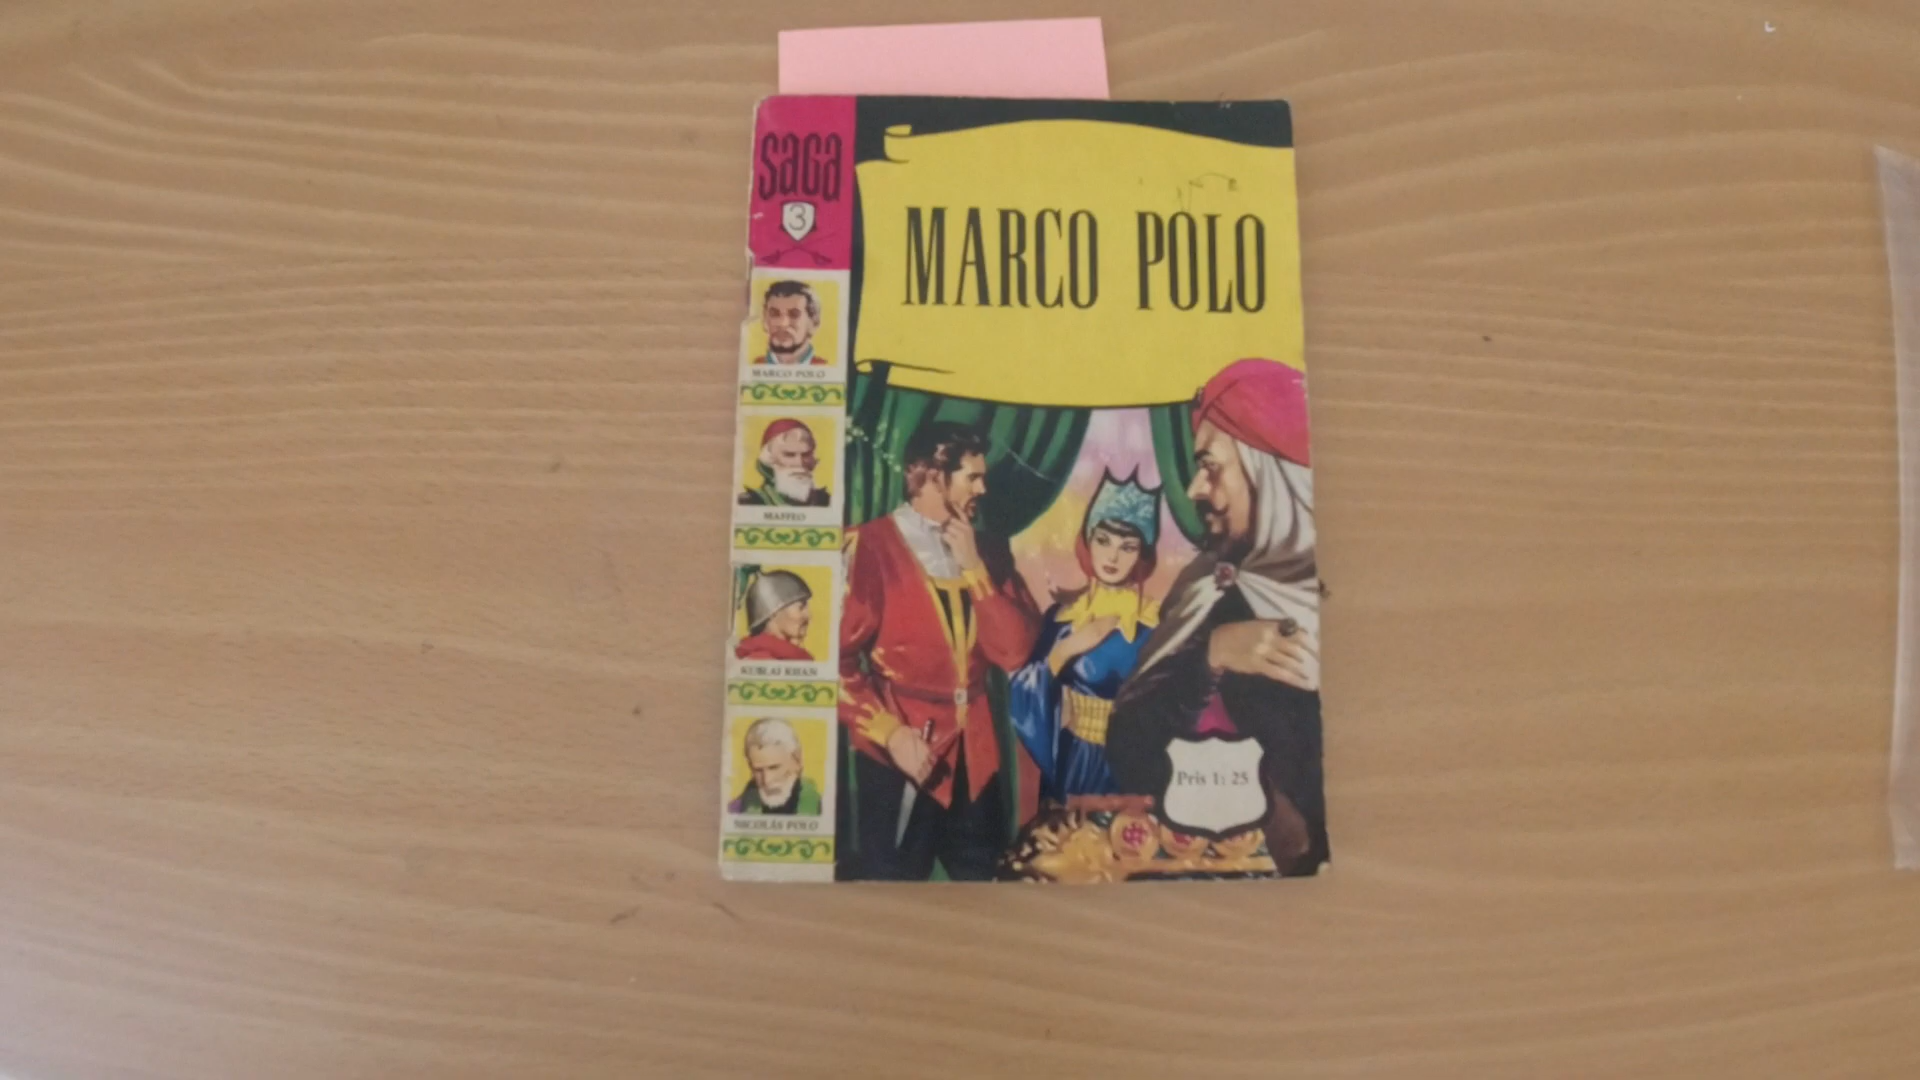 saga
3
MARCO POLO
MARCO POLO
MAFFEO
KUBLAI KHAN
NICOLÁS POLO
Pris 1: 25